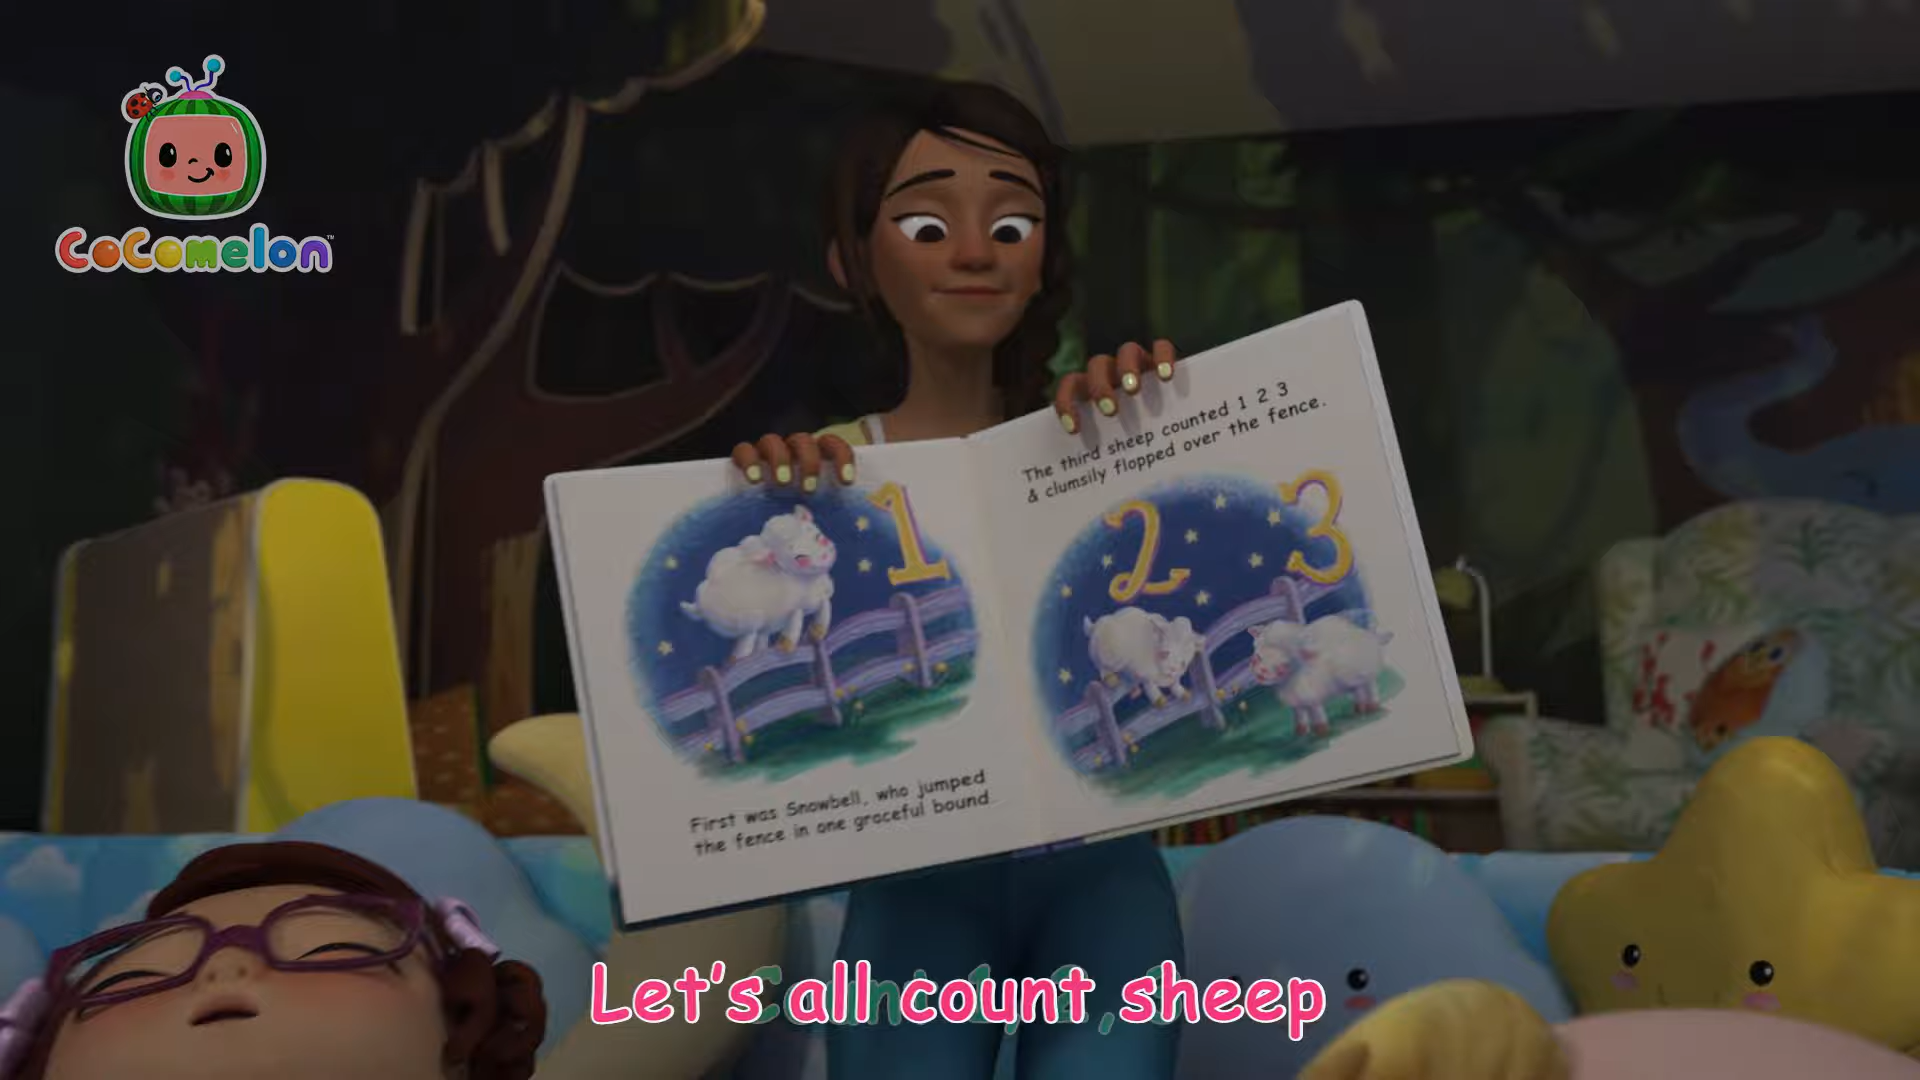 CoComelon™
The third sheep counted 1 2 3
& clumsily flopped over the fence.
1
2
3
First was Snowbell, who jumped
the fence in one graceful bound
Let's all count sheep